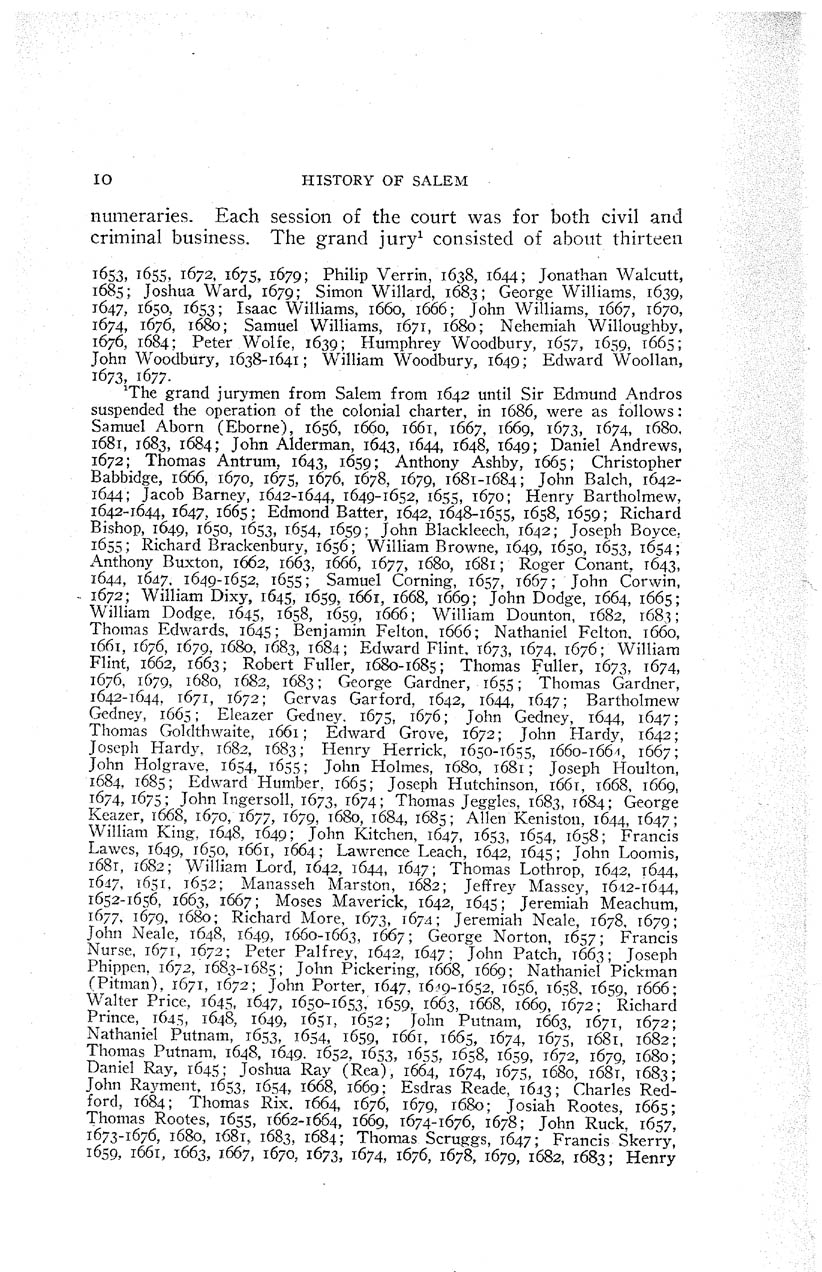 10 HISTORY OF SALEM
numeraries. Each session of the court was for both civil and
criminal business. The grand jury¹ consisted of about thirteen
1653, 1655, 1672, 1675, 1679; Philip Verrin, 1638, 1644; Jonathan Walcutt,
1685; Joshua Ward, 1679; Simon Willard, 1683; George Williams, 1639,
1647, 1650, 1653; Isaac Williams, 1660, 1666; John Williams, 1667, 1670,
1674, 1676, 1680; Samuel Williams, 1671, 1680; Nehemiah Willoughby,
1676, 1684; Peter Wolfe, 1639; Humphrey Woodbury, 1657, 1659, 1665;
John Woodbury, 1638-1641; William Woodbury, 1649; Edward Woollan,
1673, 1677.
¹The grand jurymen from Salem from 1642 until Sir Edmund Andros
suspended the operation of the colonial charter, in 1686, were as follows:
Samuel Aborn (Eborne), 1656, 1660, 1661, 1667, 1669, 1673, 1674, 1680,
1681, 1683, 1684; John Alderman, 1643, 1644, 1648, 1649; Daniel Andrews,
1672; Thomas Antrum, 1643, 1659; Anthony Ashby, 1665; Christopher
Babbidge, 1666, 1670, 1675, 1676, 1678, 1679, 1681-1684; John Balch, 1642-
1644; Jacob Barney, 1642-1644, 1649-1652, 1655, 1670; Henry Bartholmew,
1642-1644, 1647, 1665; Edmond Batter, 1642, 1648-1655, 1658, 1659; Richard
Bishop, 1649, 1650, 1653, 1654, 1659; John Blackleech, 1642; Joseph Boyce,
1655; Richard Brackenbury, 1656; William Browne, 1649, 1650, 1653, 1654;
Anthony Buxton, 1662, 1663, 1666, 1677, 1680, 1681; Roger Conant, 1643,
1644, 1647, 1649-1652, 1655; Samuel Corning, 1657, 1667; John Corwin,
1672; William Dixy, 1645, 1659, 1661, 1668, 1669; John Dodge, 1664, 1665;
William Dodge, 1645, 1658, 1659, 1666; William Dounton, 1682, 1683;
Thomas Edwards, 1645; Benjamin Felton, 1666; Nathaniel Felton, 1660,
1661, 1676, 1679, 1680, 1683, 1684; Edward Flint, 1673, 1674, 1676; William
Flint, 1662, 1663; Robert Fuller, 1680-1685; Thomas Fuller, 1673, 1674,
1676, 1679, 1680, 1682, 1683; George Gardner, 1655; Thomas Gardner,
1642-1644, 1671, 1672; Gervas Garford, 1642, 1644, 1647; Bartholmew
Gedney, 1665; Eleazer Gedney, 1675, 1676; John Gedney, 1644, 1647;
Thomas Goldthwaite, 1661; Edward Grove, 1672; John Hardy, 1642;
Joseph Hardy, 1682, 1683; Henry Herrick, 1650-1655, 1660-1664, 1667;
John Holgrave, 1654, 1655; John Holmes, 1680, 1681; Joseph Houlton,
1684, 1685; Edward Humber, 1665; Joseph Hutchinson, 1661, 1668, 1669,
1674, 1675; John Ingersoll, 1673, 1674; Thomas Jeggles, 1683, 1684; George
Keazer, 1668, 1670, 1677, 1679, 1680, 1684, 1685; Allen Keniston, 1644, 1647;
William King, 1648, 1649; John Kitchen, 1647, 1653, 1654, 1658; Francis
Lawes, 1649, 1650, 1661, 1664; Lawrence Leach, 1642, 1645; John Loomis,
1681, 1682; William Lord, 1642, 1644, 1647; Thomas Lothrop, 1642, 1644,
1647, 1651, 1652; Manasseh Marston, 1682; Jeffrey Massey, 1642-1644,
1652-1656, 1663, 1667; Moses Maverick, 1642, 1645; Jeremiah Meachum,
1677, 1679, 1680; Richard More, 1673, 1674; Jeremiah Neale, 1678, 1679;
John Neale, 1648, 1649, 1660-1663, 1667; George Norton, 1657; Francis
Nurse, 1671, 1672; Peter Palfrey, 1642, 1647; John Patch, 1663; Joseph
Phippen, 1672, 1683-1685; John Pickering, 1668, 1669; Nathaniel Pickman
(Pitman), 1671, 1672; John Porter, 1647, 1649-1652, 1656, 1658, 1659, 1666;
Walter Price, 1645, 1647, 1650-1653, 1659, 1663, 1668, 1669, 1672; Richard
Prince, 1645, 1648, 1649, 1651, 1652; John Putnam, 1663, 1671, 1672;
Nathaniel Putnam, 1653, 1654, 1659, 1661, 1665, 1674, 1675, 1681, 1682;
Thomas Putnam, 1648, 1649, 1652, 1653, 1655, 1658, 1659, 1672, 1679, 1680;
Daniel Ray, 1645; Joshua Ray (Rea), 1664, 1674, 1675, 1680, 1681, 1683;
John Rayment, 1653, 1654, 1668, 1669; Esdras Reade, 1643; Charles Red-
ford, 1684; Thomas Rix, 1664, 1676, 1679, 1680; Josiah Rootes, 1665;
Thomas Rootes, 1655, 1662-1664, 1669, 1674-1676, 1678; John Ruck, 1657,
1673-1676, 1680, 1681, 1683, 1684; Thomas Scruggs, 1647; Francis Skerry,
1659, 1661, 1663, 1667, 1670, 1673, 1674, 1676, 1678, 1679, 1682, 1683; Henry